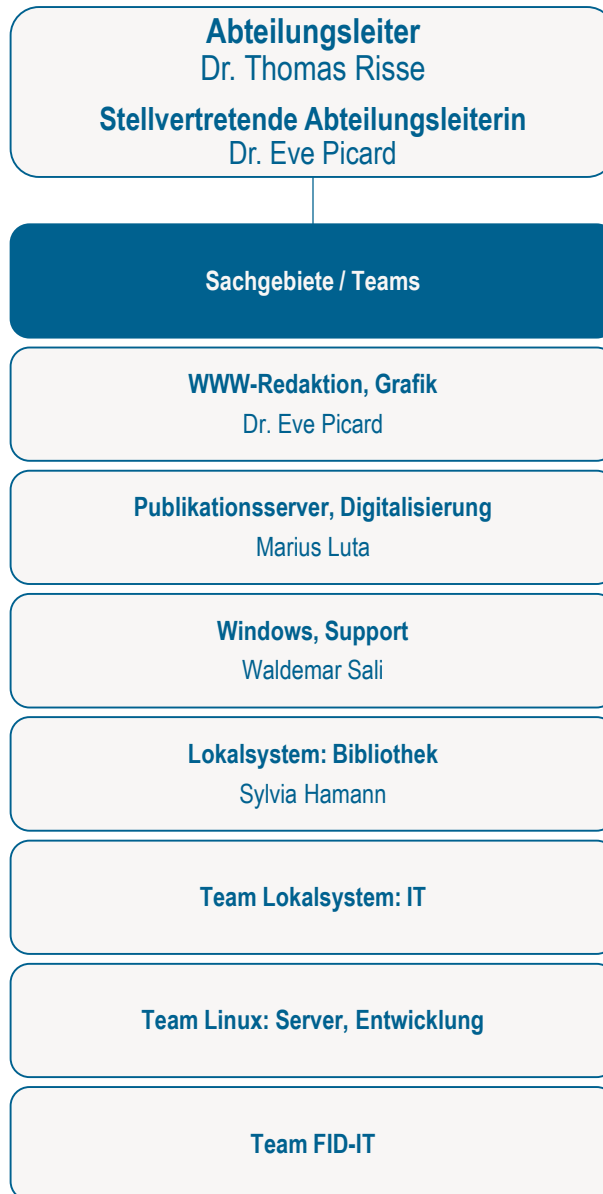 Abteilungsleiter
Dr. Thomas Risse
Stellvertretende Abteilungsleiterin
Dr. Eve Picard
Sachgebiete / Teams
WWW-Redaktion, Grafik
Dr. Eve Picard
Publikationsserver, Digitalisierung
Marius Luta
Windows, Support
Waldemar Sali
Lokalsystem: Bibliothek
Sylvia Hamann
Team Lokalsystem: IT
Team Linux: Server, Entwicklung
Team FID-IT